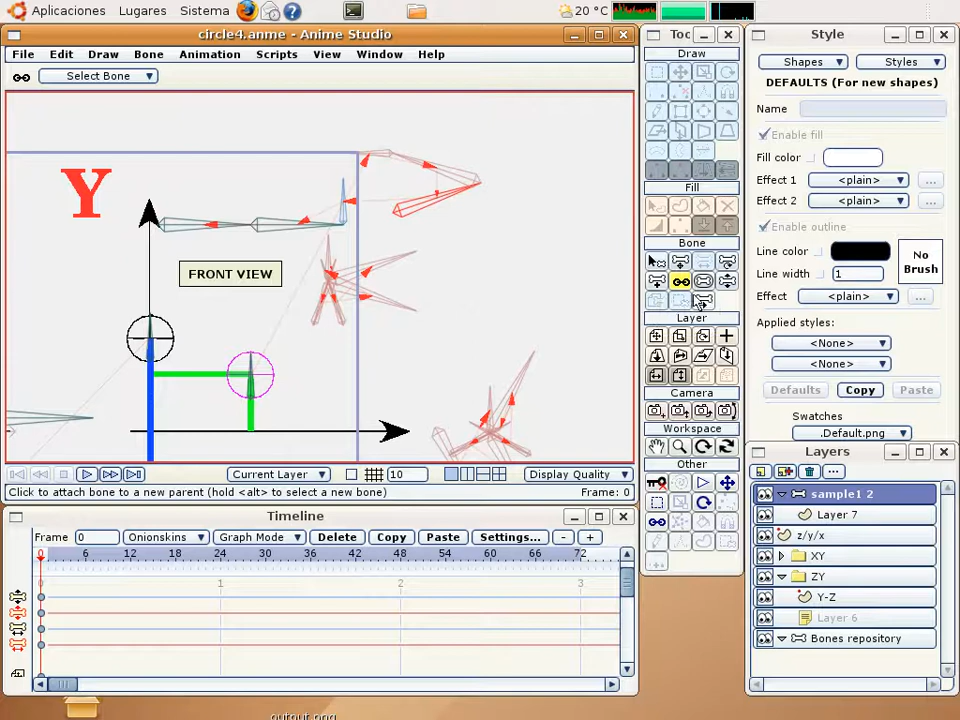 Aplicaciones Lugares Sistema 20 °C
circle4.anme - Anime Studio
File Edit Draw Bone Animation Scripts View Window Help
Select Bone
Y
FRONT VIEW
Current Layer 10 Display Quality
Click to attach bone to a new parent (hold <alt> to select a new bone) Frame: 0
Timeline
Frame 0 Onionskins Graph Mode Delete Copy Paste Settings... - +
0 6 12 18 24 30 36 42 48 54 60 66 72
0 1 2 3
Draw
Fill
Bone
Layer
Camera
Workspace
Other
Style
Shapes Styles
DEFAULTS (For new shapes)
Name
Enable fill
Fill color
Effect 1 <plain> ...
Effect 2 <plain> ...
Enable outline
Line color
Line width 1
No Brush
Effect <plain> ...
Applied styles:
<None>
<None>
Defaults Copy Paste
Swatches
.Default.png
Layers
sample1 2
Layer 7
z/y/x
XY
ZY
Y-Z
Layer 6
Bones repository